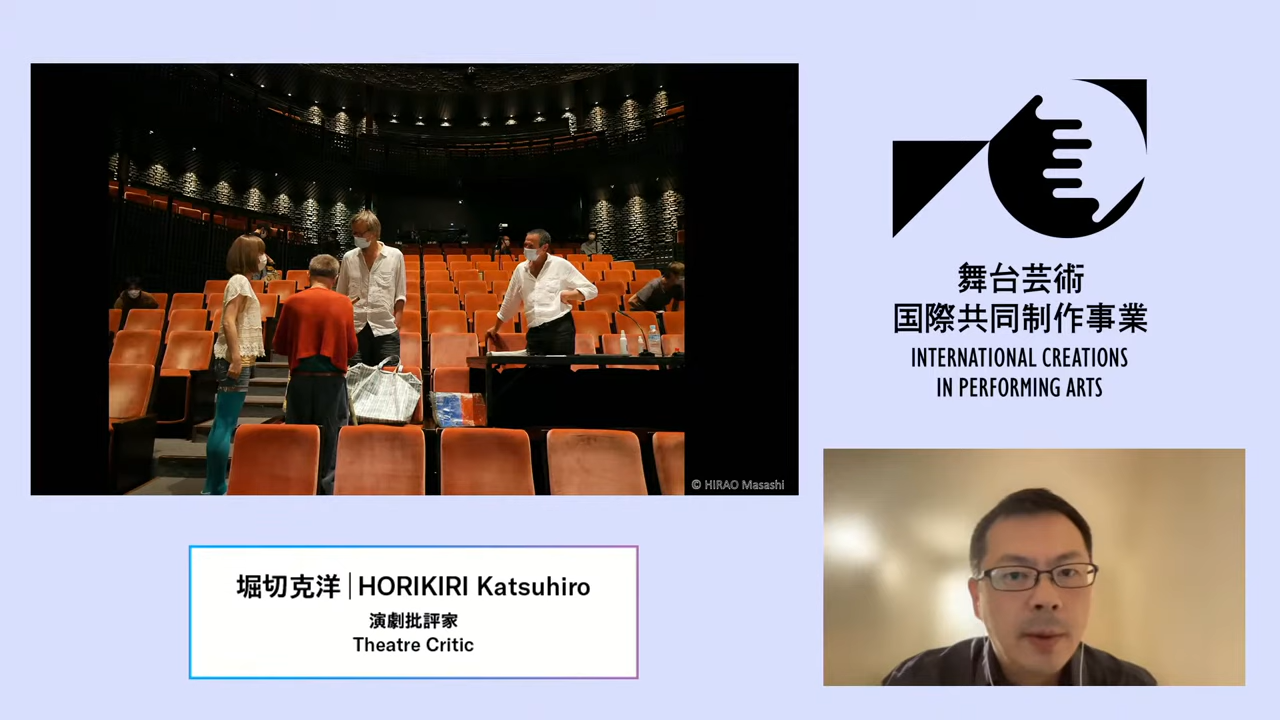 © HIRAO Masashi
舞台芸術
国際共同制作事業
INTERNATIONAL CREATIONS
IN PERFORMING ARTS
堀切克洋|HORIKIRI Katsuhiro
演劇批評家
Theatre Critic